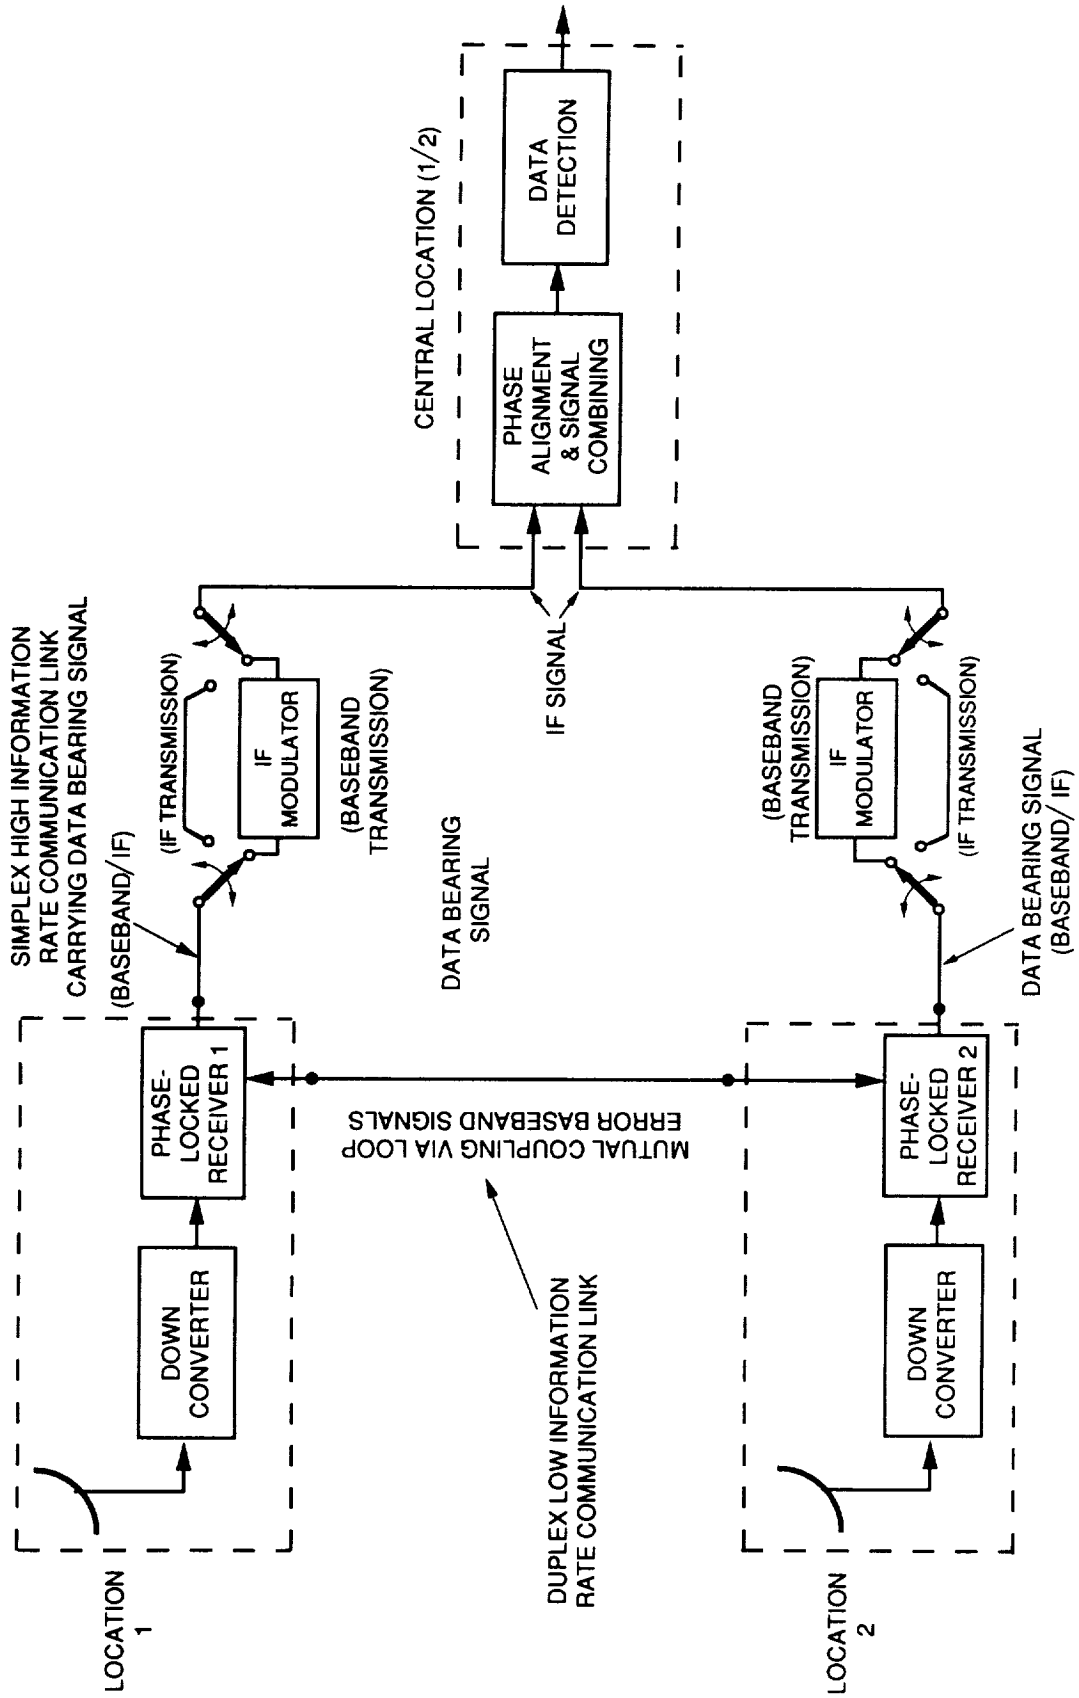 SIMPLEX HIGH INFORMATION
RATE COMMUNICATION LINK
CARRYING DATA BEARING SIGNAL
(BASEBAND/IF)
LOCATION
1
DOWN
CONVERTER
PHASE-
LOCKED
RECEIVER 1
(IF TRANSMISSION)
IF
MODULATOR
(BASEBAND
TRANSMISSION)
DATA BEARING
SIGNAL
MUTUAL COUPLING VIA LOOP
ERROR BASEBAND SIGNALS
DUPLEX LOW INFORMATION
RATE COMMUNICATION LINK
IF SIGNAL
CENTRAL LOCATION (1/2)
PHASE
ALIGNMENT
& SIGNAL
COMBINING
DATA
DETECTION
LOCATION
2
DOWN
CONVERTER
PHASE-
LOCKED
RECEIVER 2
(BASEBAND
TRANSMISSION)
IF
MODULATOR
(IF TRANSMISSION)
DATA BEARING SIGNAL
(BASEBAND/ IF)